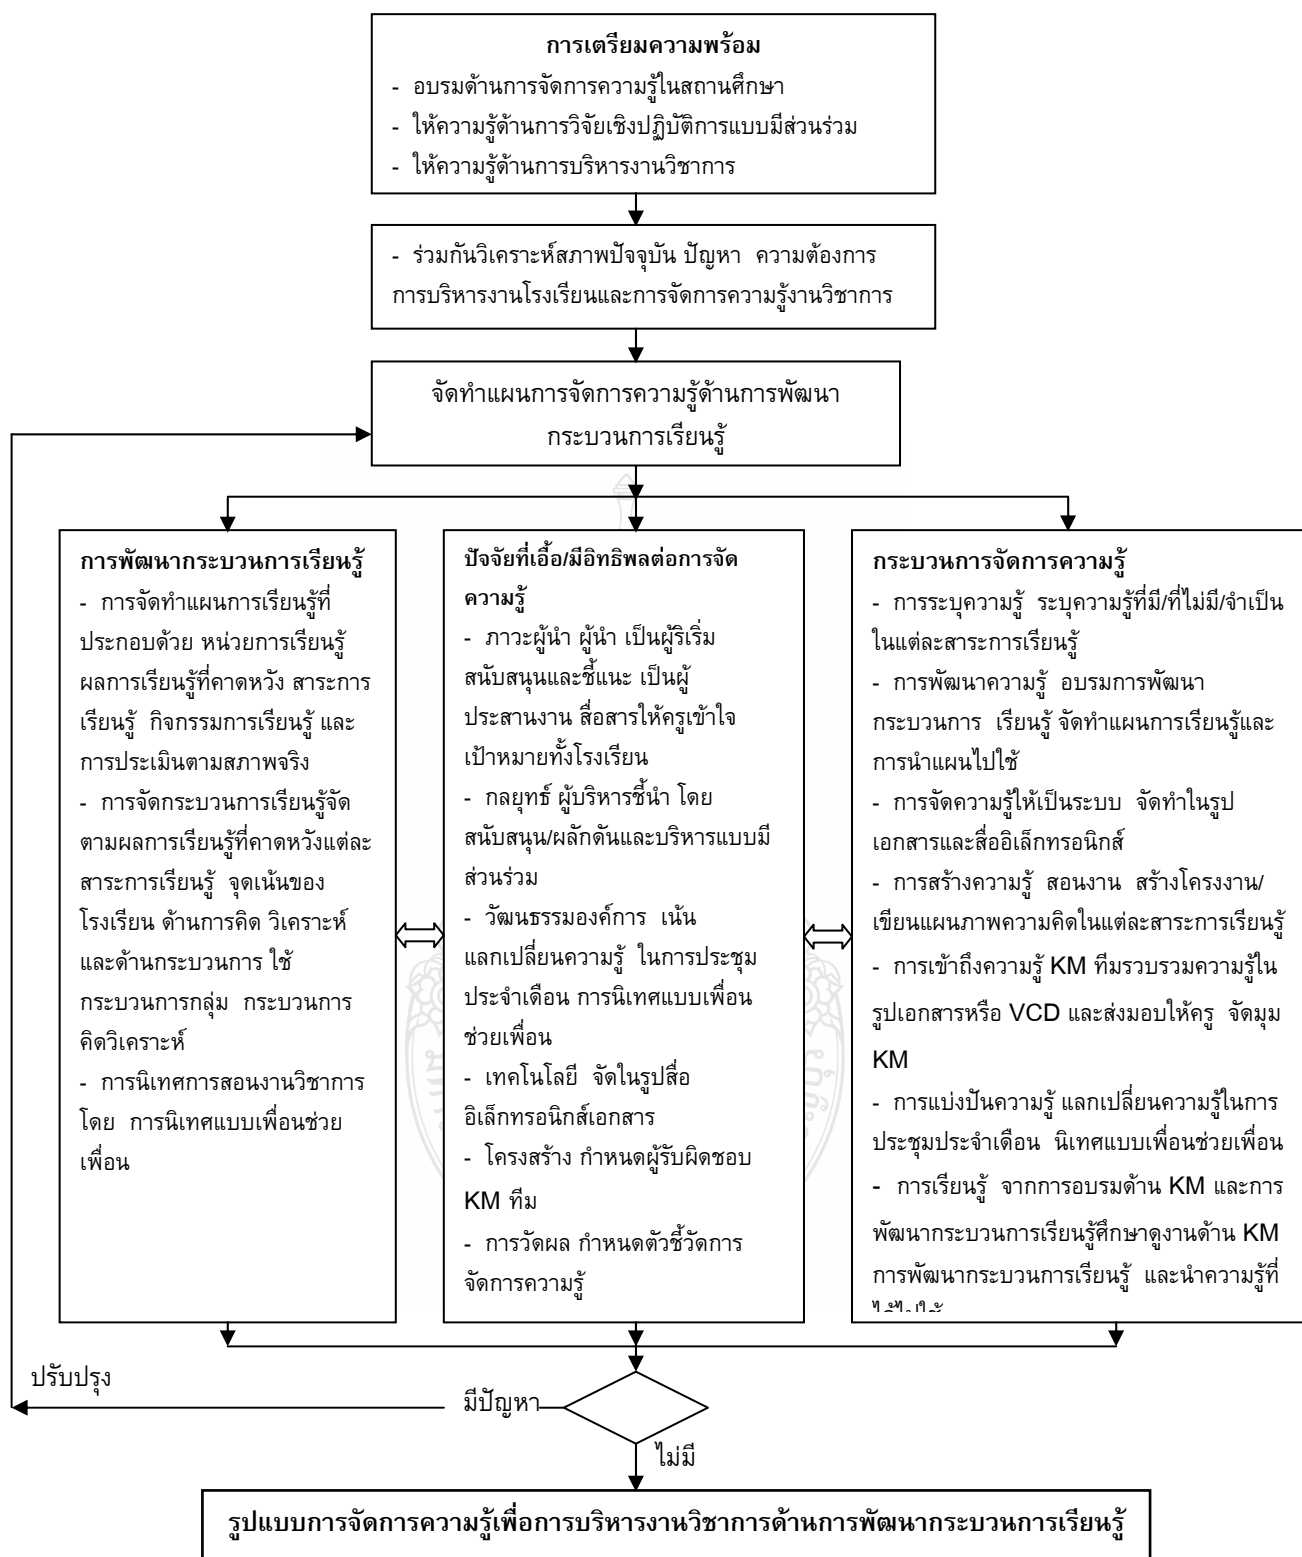 การเตรียมความพร้อม
- อบรมด้านการจัดการความรู้ในสถานศึกษา
- ให้ความรู้ด้านการวิจัยเชิงปฏิบัติการแบบมีส่วนร่วม
- ให้ความรู้ด้านการบริหารงานวิชาการ
- ร่วมกันวิเคราะห์สภาพปัจจุบัน ปัญหา ความต้องการ
การบริหารงานโรงเรียนและการจัดการความรู้งานวิชาการ
จัดทำแผนการจัดการความรู้ด้านการพัฒนา
กระบวนการเรียนรู้
การพัฒนากระบวนการเรียนรู้
- การจัดทำแผนการเรียนรู้ที่
ประกอบด้วย หน่วยการเรียนรู้
ผลการเรียนรู้ที่คาดหวัง สาระการ
เรียนรู้ กิจกรรมการเรียนรู้ และ
การประเมินตามสภาพจริง
- การจัดกระบวนการเรียนรู้จัด
ตามผลการเรียนรู้ที่คาดหวังแต่ละ
สาระการเรียนรู้ จุดเน้นของ
โรงเรียน ด้านการคิด วิเคราะห์
และด้านกระบวนการ ใช้
กระบวนการกลุ่ม กระบวนการ
คิดวิเคราะห์
- การนิเทศการสอนงานวิชาการ
โดย การนิเทศแบบเพื่อนช่วย
เพื่อน
ปัจจัยที่เอื้อ/มีอิทธิพลต่อการจัด
ความรู้
- ภาวะผู้นำ ผู้นำ เป็นผู้ริเริ่ม
สนับสนุนและชี้แนะ เป็นผู้
ประสานงาน สื่อสารให้ครูเข้าใจ
เป้าหมายทั้งโรงเรียน
- กลยุทธ์ ผู้บริหารชี้นำ โดย
สนับสนุน/ผลักดันและบริหารแบบมี
ส่วนร่วม
- วัฒนธรรมองค์การ เน้น
แลกเปลี่ยนความรู้ ในการประชุม
ประจำเดือน การนิเทศแบบเพื่อน
ช่วยเพื่อน
- เทคโนโลยี จัดในรูปสื่อ
อิเล็กทรอนิกส์เอกสาร
- โครงสร้าง กำหนดผู้รับผิดชอบ
KM ทีม
- การวัดผล กำหนดตัวชี้วัดการ
จัดการความรู้
กระบวนการจัดการความรู้
- การระบุความรู้ ระบุความรู้ที่มี/ที่ไม่มี/จำเป็น
ในแต่ละสาระการเรียนรู้
- การพัฒนาความรู้ อบรมการพัฒนา
กระบวนการ เรียนรู้ จัดทำแผนการเรียนรู้และ
การนำแผนไปใช้
- การจัดความรู้ให้เป็นระบบ จัดทำในรูป
เอกสารและสื่ออิเล็กทรอนิกส์
- การสร้างความรู้ สอนงาน สร้างโครงงาน/
เขียนแผนภาพความคิดในแต่ละสาระการเรียนรู้
- การเข้าถึงความรู้ KM ทีมรวบรวมความรู้ใน
รูปเอกสารหรือ VCD และส่งมอบให้ครู จัดมุม
KM
- การแบ่งปันความรู้ แลกเปลี่ยนความรู้ในการ
ประชุมประจำเดือน นิเทศแบบเพื่อนช่วยเพื่อน
- การเรียนรู้ จากการอบรมด้าน KM และการ
พัฒนากระบวนการเรียนรู้ศึกษาดูงานด้าน KM
การพัฒนากระบวนการเรียนรู้ และนำความรู้ที่
ได้ไปใช้
ปรับปรุง
มีปัญหา
ไม่มี
รูปแบบการจัดการความรู้เพื่อการบริหารงานวิชาการด้านการพัฒนากระบวนการเรียนรู้